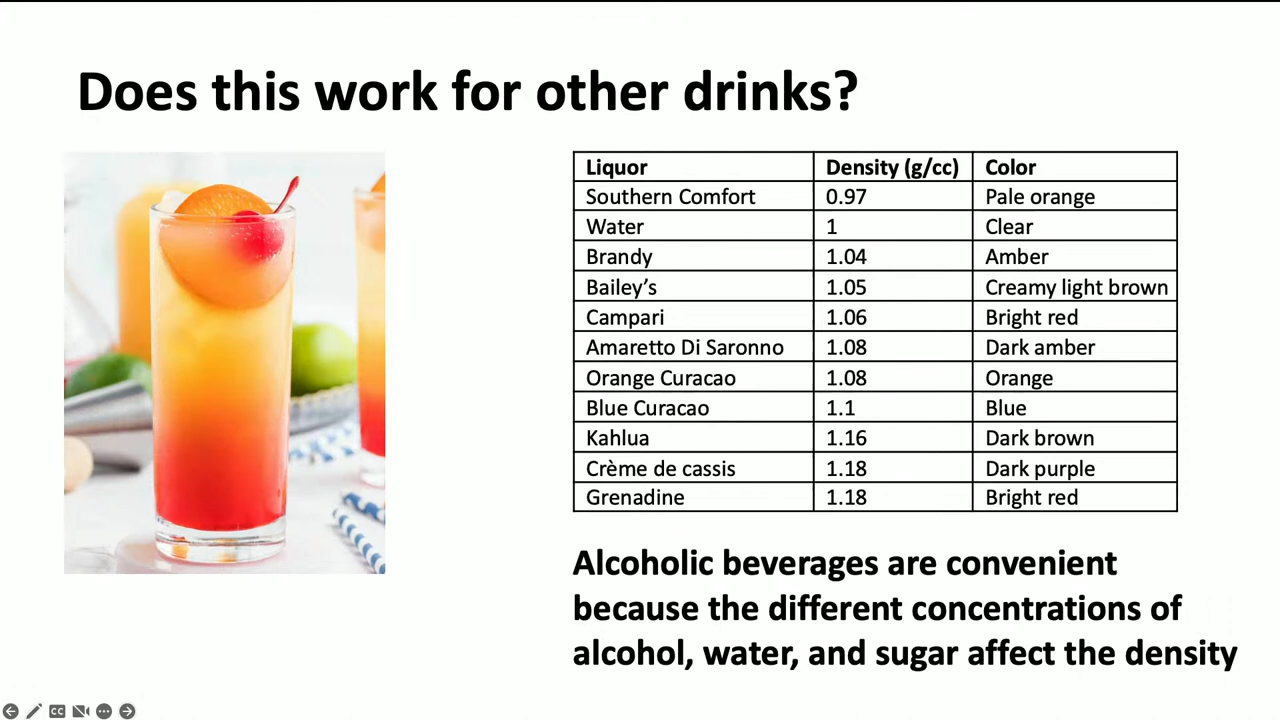 Does this work for other drinks?
Liquor Density (g/cc) Color
Southern Comfort 0.97 Pale orange
Water 1 Clear
Brandy 1.04 Amber
Bailey’s 1.05 Creamy light brown
Campari 1.06 Bright red
Amaretto Di Saronno 1.08 Dark amber
Orange Curacao 1.08 Orange
Blue Curacao 1.1 Blue
Kahlua 1.16 Dark brown
Crème de cassis 1.18 Dark purple
Grenadine 1.18 Bright red
Alcoholic beverages are convenient
because the different concentrations of
alcohol, water, and sugar affect the density
CC